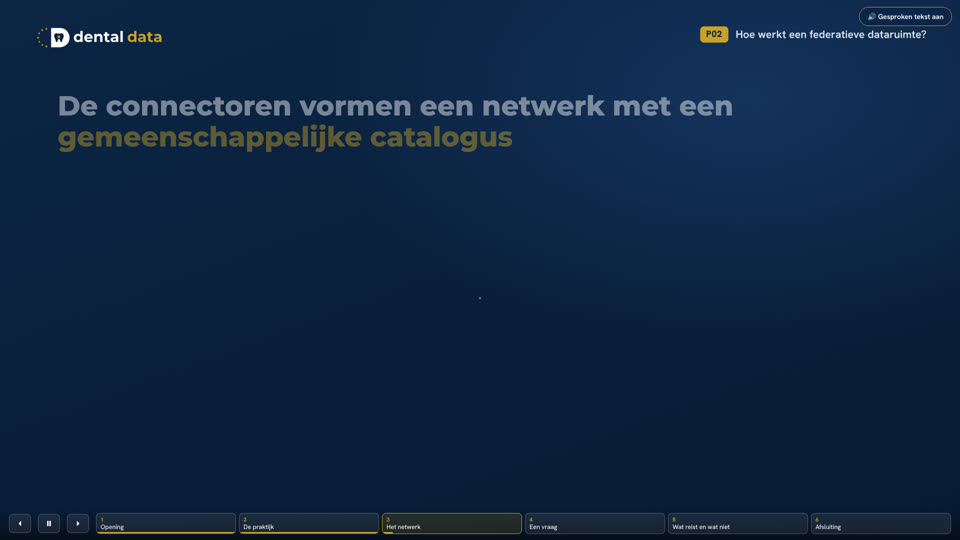 🔊 Gesproken tekst aan
dental data
P02 Hoe werkt een federatieve dataruimte?
De connectoren vormen een netwerk met een
gemeenschappelijke catalogus
1
Opening
2
De praktijk
3
Het netwerk
4
Een vraag
5
Wat reist en wat niet
6
Afsluiting